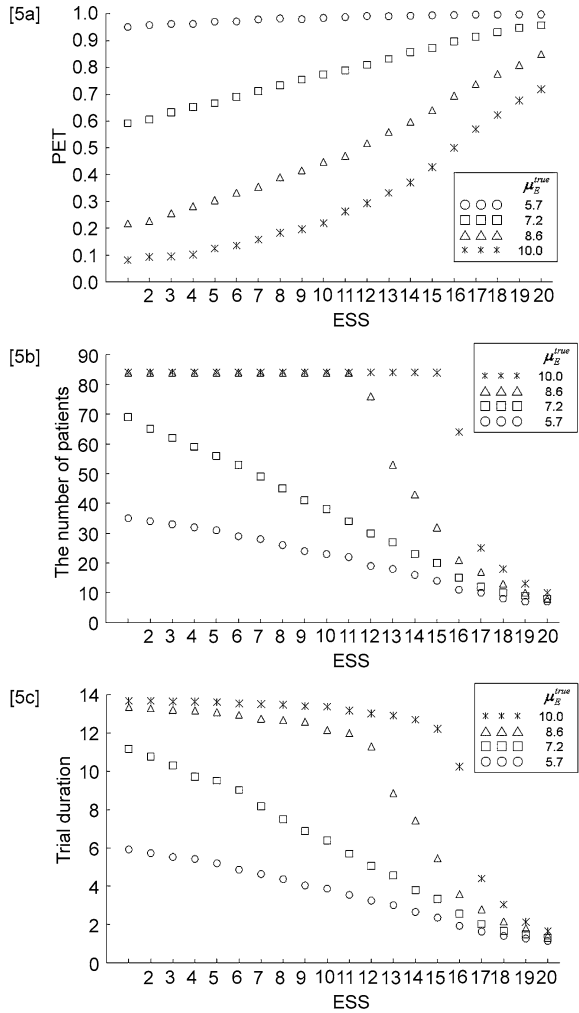 [5a]
1.0
0.9
0.8
0.7
0.6
0.5
0.4
0.3
0.2
0.1
0.0
PET
μ_E^true
5.7
7.2
8.6
10.0
2 3 4 5 6 7 8 9 10 11 12 13 14 15 16 17 18 19 20
ESS
[5b]
90
80
70
60
50
40
30
20
10
0
The number of patients
μ_E^true
10.0
8.6
7.2
5.7
2 3 4 5 6 7 8 9 10 11 12 13 14 15 16 17 18 19 20
ESS
[5c]
14
12
10
8
6
4
2
0
Trial duration
μ_E^true
10.0
8.6
7.2
5.7
2 3 4 5 6 7 8 9 10 11 12 13 14 15 16 17 18 19 20
ESS